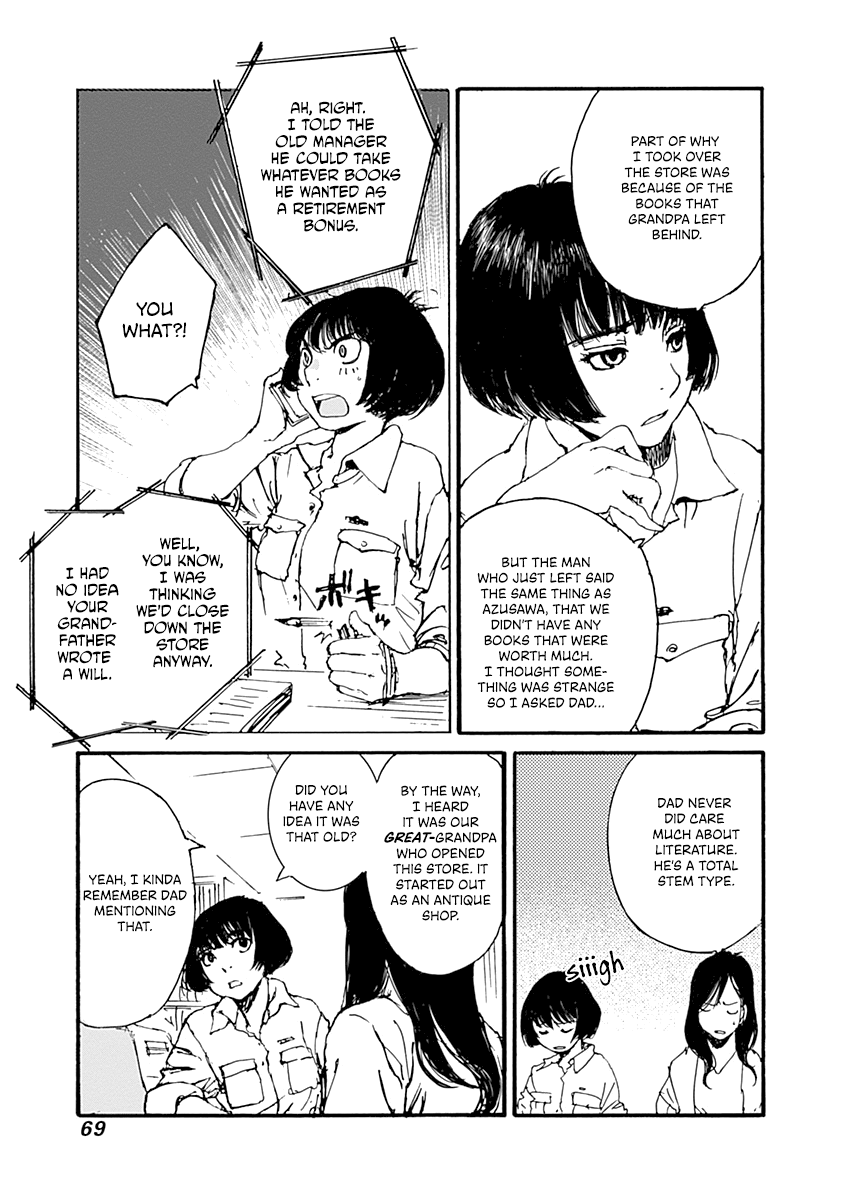 PART OF WHY
I TOOK OVER
THE STORE WAS
BECAUSE OF THE
BOOKS THAT
GRANDPA LEFT
BEHIND.
BUT THE MAN
WHO JUST LEFT SAID
THE SAME THING AS
AZUSAWA, THAT WE
DIDN'T HAVE ANY
BOOKS THAT WERE
WORTH MUCH.
I THOUGHT SOME-
THING WAS STRANGE
SO I ASKED DAD...
AH, RIGHT.
I TOLD THE
OLD MANAGER
HE COULD TAKE
WHATEVER BOOKS
HE WANTED AS
A RETIREMENT
BONUS.
YOU
WHAT?!
ボキッ
WELL,
YOU KNOW,
I WAS
THINKING
WE'D CLOSE
DOWN THE
STORE
ANYWAY.
I HAD
NO IDEA
YOUR
GRAND-
FATHER
WROTE
A WILL.
DAD NEVER
DID CARE
MUCH ABOUT
LITERATURE.
HE'S A TOTAL
STEM TYPE.
siiigh
BY THE WAY,
I HEARD
IT WAS OUR
GREAT-GRANDPA
WHO OPENED
THIS STORE. IT
STARTED OUT
AS AN ANTIQUE
SHOP.
DID YOU
HAVE ANY
IDEA IT WAS
THAT OLD?
YEAH, I KINDA
REMEMBER DAD
MENTIONING
THAT.
69